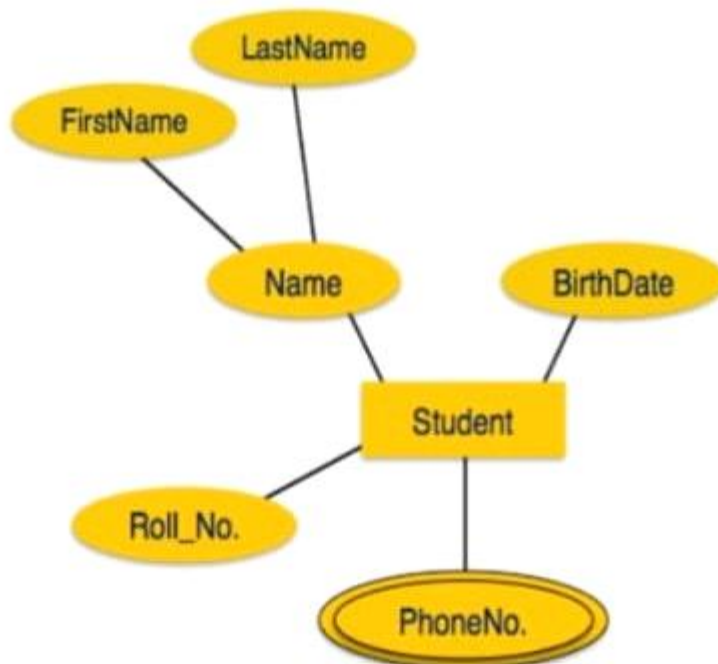 LastName
FirstName
Name
BirthDate
Student
Roll_No.
PhoneNo.